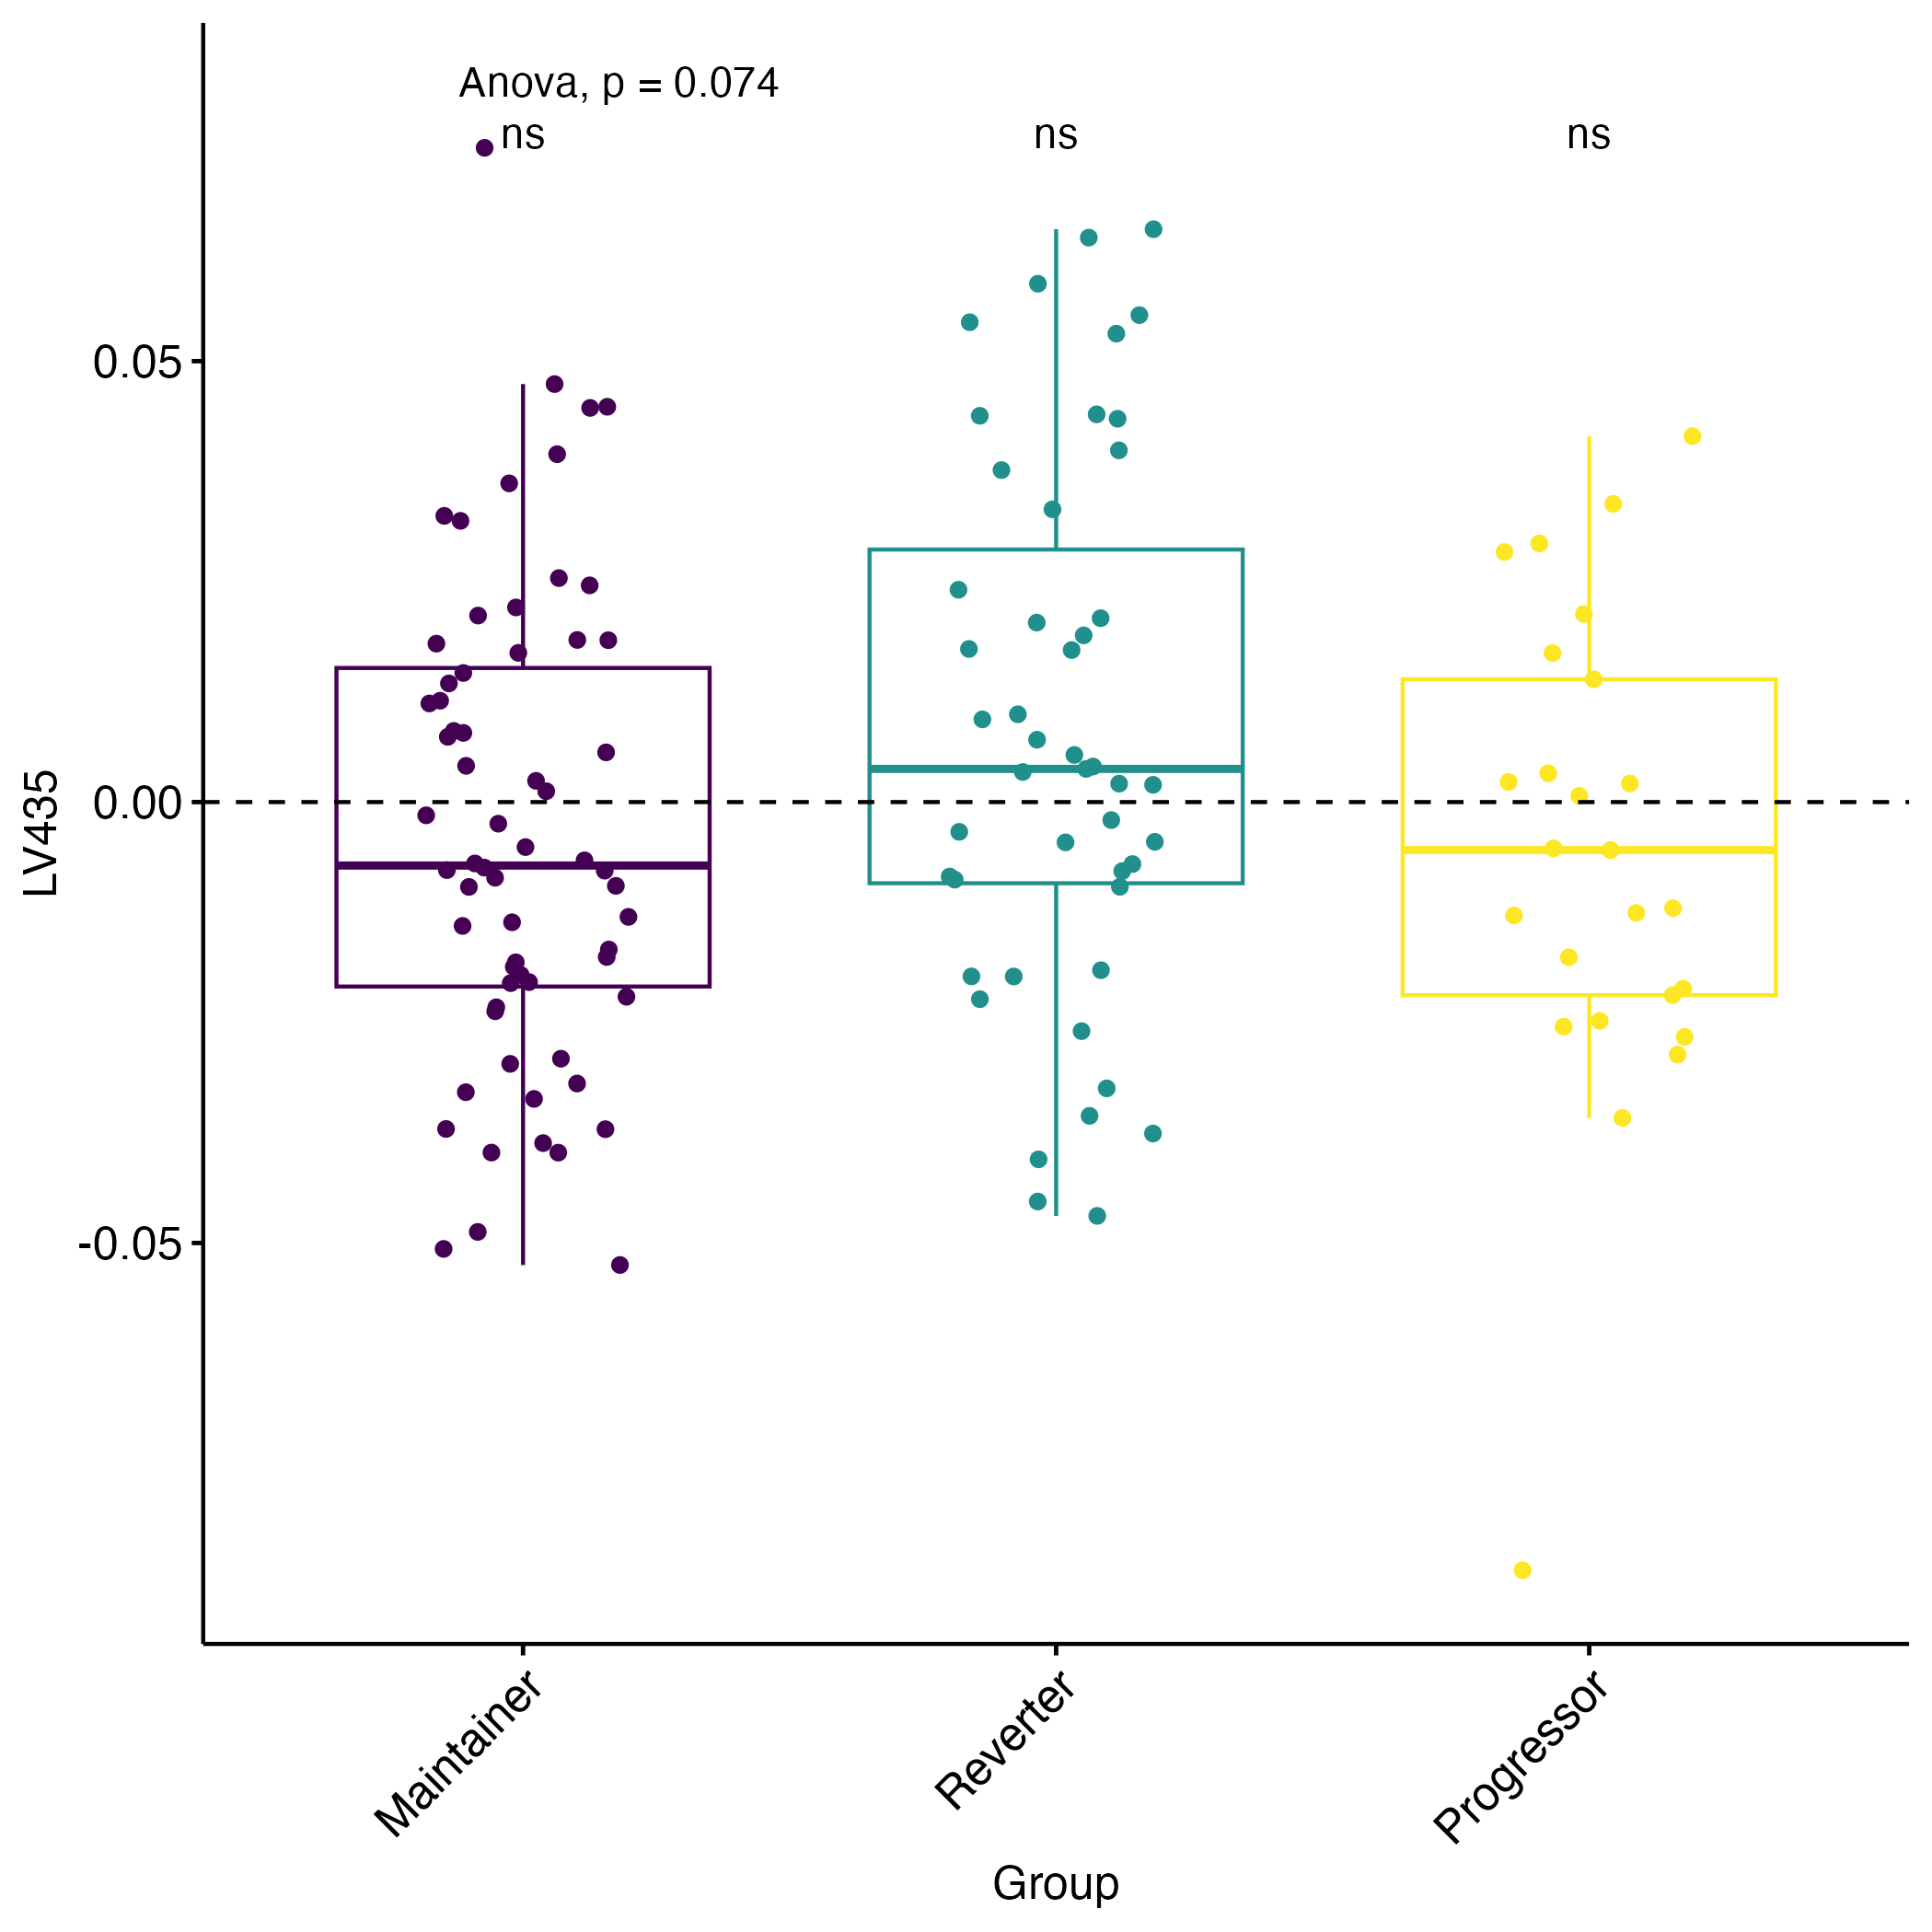 Anova, p = 0.074
ns ns ns
0.05
0.00
-0.05
LV435
Maintainer Reverter Progressor
Group